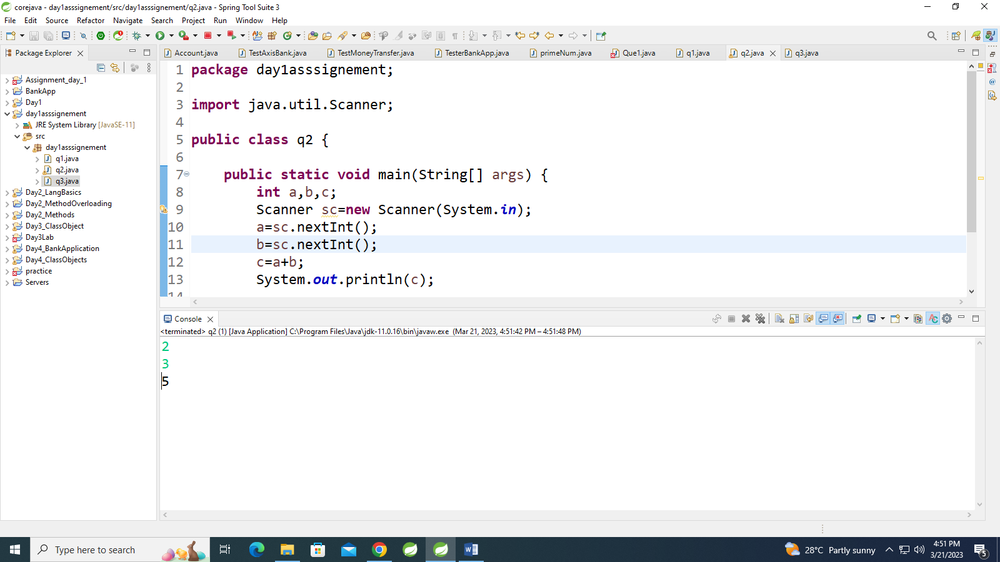 corejava - day1asssignement/src/day1asssignement/q2.java - Spring Tool Suite 3
File Edit Source Refactor Navigate Search Project Run Window Help
Package Explorer
Assignment_day_1
BankApp
Day1
day1asssignement
JRE System Library [JavaSE-11]
src
day1asssignement
q1.java
q2.java
q3.java
Day2_LangBasics
Day2_MethodOverloading
Day2_Methods
Day3_ClassObject
Day3Lab
Day4_BankApplication
Day4_ClassObjects
practice
Servers
Account.java TestAxisBank.java TestMoneyTransfer.java TesterBankApp.java primeNum.java Que1.java q1.java q2.java q3.java
1 package day1asssignement;
2
3 import java.util.Scanner;
4
5 public class q2 {
6
7 public static void main(String[] args) {
8 int a,b,c;
9 Scanner sc=new Scanner(System.in);
10 a=sc.nextInt();
11 b=sc.nextInt();
12 c=a+b;
13 System.out.println(c);
14
Console
<terminated> q2 (1) [Java Application] C:\Program Files\Java\jdk-11.0.16\bin\javaw.exe (Mar 21, 2023, 4:51:42 PM – 4:51:48 PM)
2
3
5
Type here to search
28°C Partly sunny
4:51 PM
3/21/2023
5